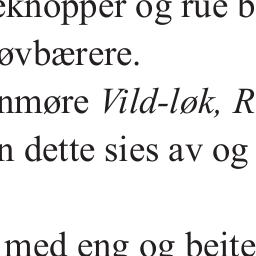 eknopper og rue b
øvbærere.
nmøre Vild-løk, R
n dette sies av og
med eng og beite